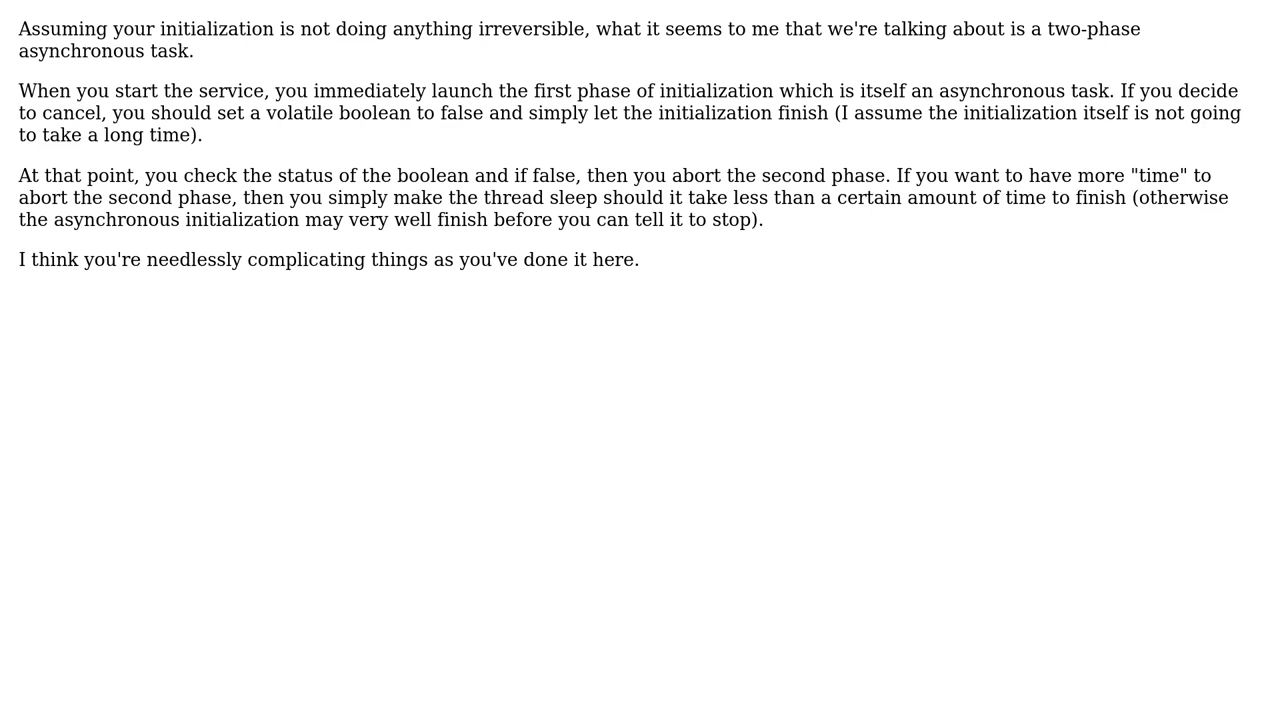 Assuming your initialization is not doing anything irreversible, what it seems to me that we're talking about is a two-phase
asynchronous task.
When you start the service, you immediately launch the first phase of initialization which is itself an asynchronous task. If you decide
to cancel, you should set a volatile boolean to false and simply let the initialization finish (I assume the initialization itself is not going
to take a long time).
At that point, you check the status of the boolean and if false, then you abort the second phase. If you want to have more "time" to
abort the second phase, then you simply make the thread sleep should it take less than a certain amount of time to finish (otherwise
the asynchronous initialization may very well finish before you can tell it to stop).
I think you're needlessly complicating things as you've done it here.